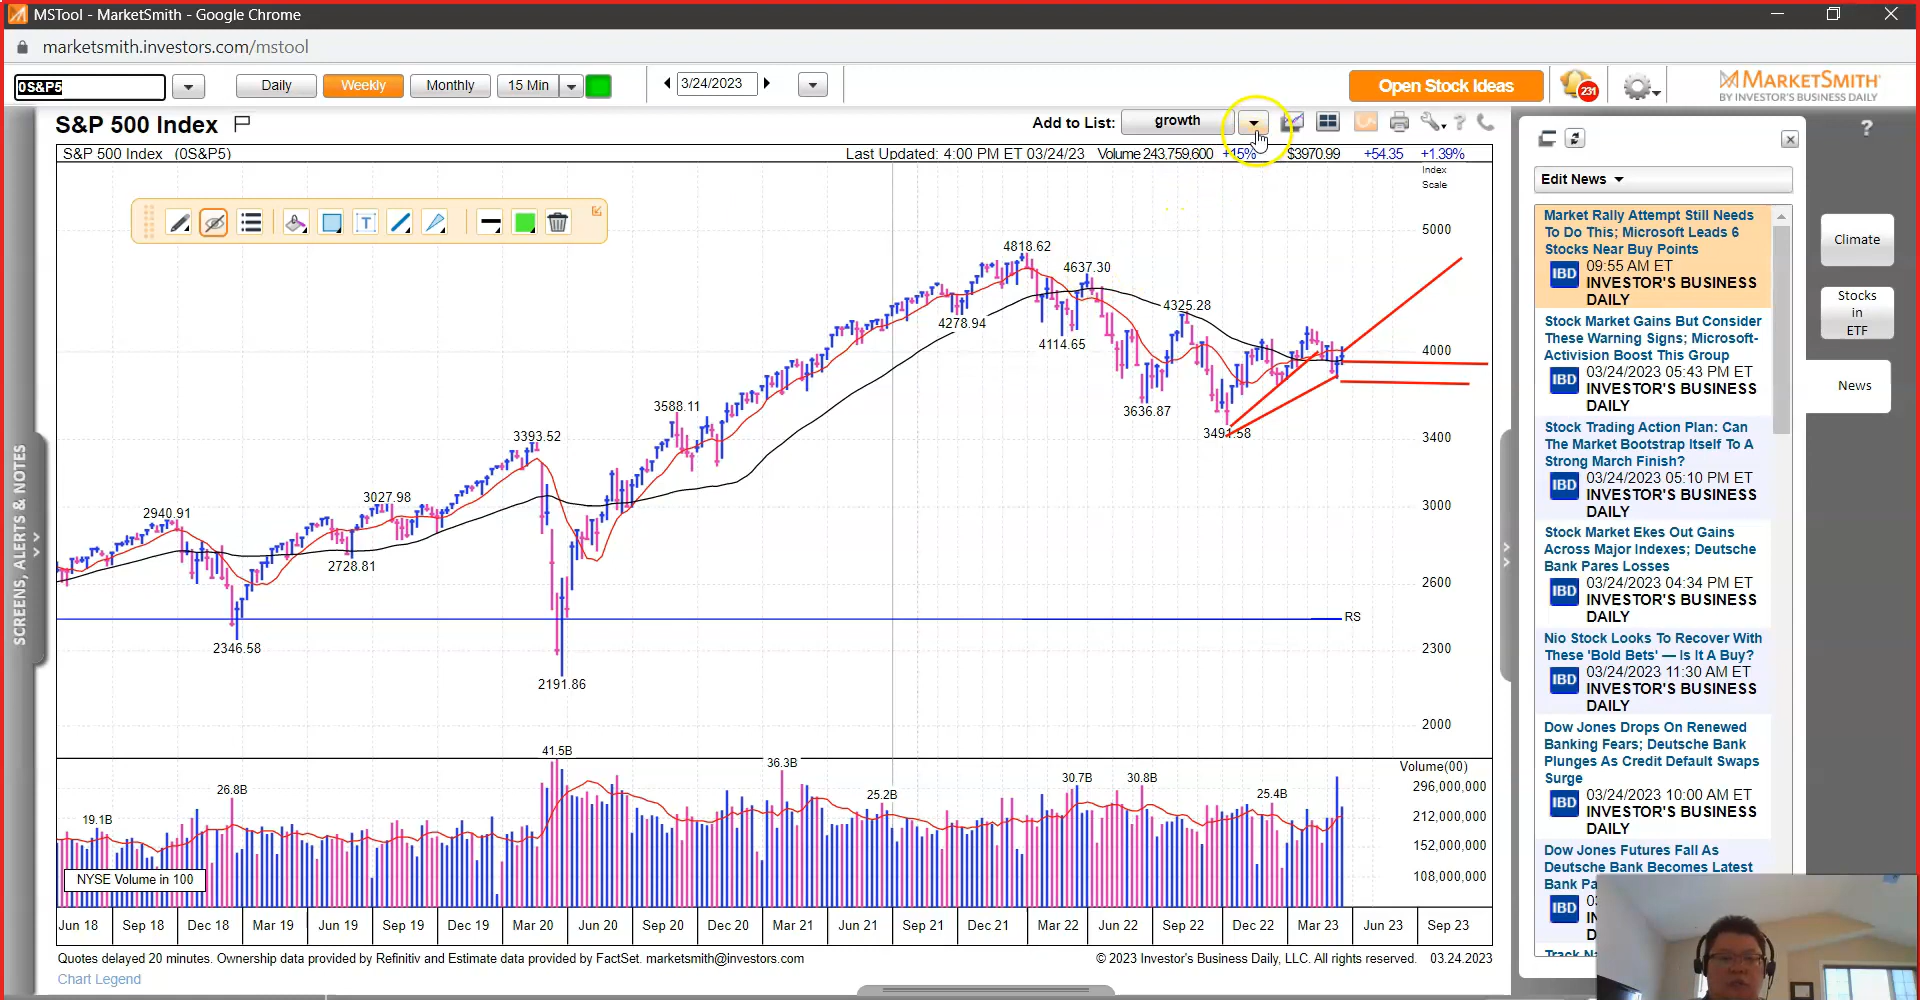 MSTool - MarketSmith - Google Chrome
marketsmith.investors.com/mstool
0S&P5
Daily
Weekly
Monthly
15 Min
3/24/2023
Open Stock Ideas
231
MARKETSMITH
BY INVESTOR'S BUSINESS DAILY
S&P 500 Index
Add to List:
growth
S&P 500 Index (0S&P5)
Last Updated: 4:00 PM ET 03/24/23 Volume 243,759,600 +15% $3970.99 +54.35 +1.39%
Index
Scale
T
5000
4818.62
4637.30
4325.28
4278.94
4114.65
4000
3588.11
3636.87
3491.58
3400
3393.52
3027.98
2940.91
3000
2728.81
2600
RS
2346.58
2300
2191.86
2000
41.5B
36.3B
30.7B
30.8B
26.8B
25.2B
25.4B
19.1B
Volume(00)
296,000,000
212,000,000
152,000,000
108,000,000
NYSE Volume in 100
Jun 18 Sep 18 Dec 18 Mar 19 Jun 19 Sep 19 Dec 19 Mar 20 Jun 20 Sep 20 Dec 20 Mar 21 Jun 21 Sep 21 Dec 21 Mar 22 Jun 22 Sep 22 Dec 22 Mar 23 Jun 23 Sep 23
Quotes delayed 20 minutes. Ownership data provided by Refinitiv and Estimate data provided by FactSet. marketsmith@investors.com
© 2023 Investor's Business Daily, LLC. All rights reserved. 03.24.2023
Chart Legend
SCREENS, ALERTS & NOTES
Edit News
Market Rally Attempt Still Needs
To Do This; Microsoft Leads 6
Stocks Near Buy Points
IBD
09:55 AM ET
INVESTOR'S BUSINESS
DAILY
Stock Market Gains But Consider
These Warning Signs; Microsoft-
Activision Boost This Group
IBD
03/24/2023 05:43 PM ET
INVESTOR'S BUSINESS
DAILY
Stock Trading Action Plan: Can
The Market Bootstrap Itself To A
Strong March Finish?
IBD
03/24/2023 05:10 PM ET
INVESTOR'S BUSINESS
DAILY
Stock Market Ekes Out Gains
Across Major Indexes; Deutsche
Bank Pares Losses
IBD
03/24/2023 04:34 PM ET
INVESTOR'S BUSINESS
DAILY
Nio Stock Looks To Recover With
These 'Bold Bets' — Is It A Buy?
IBD
03/24/2023 11:30 AM ET
INVESTOR'S BUSINESS
DAILY
Dow Jones Drops On Renewed
Banking Fears; Deutsche Bank
Plunges As Credit Default Swaps
Surge
IBD
03/24/2023 10:00 AM ET
INVESTOR'S BUSINESS
DAILY
Dow Jones Futures Fall As
Deutsche Bank Becomes Latest
Bank
IBD
Climate
Stocks
in
ETF
News